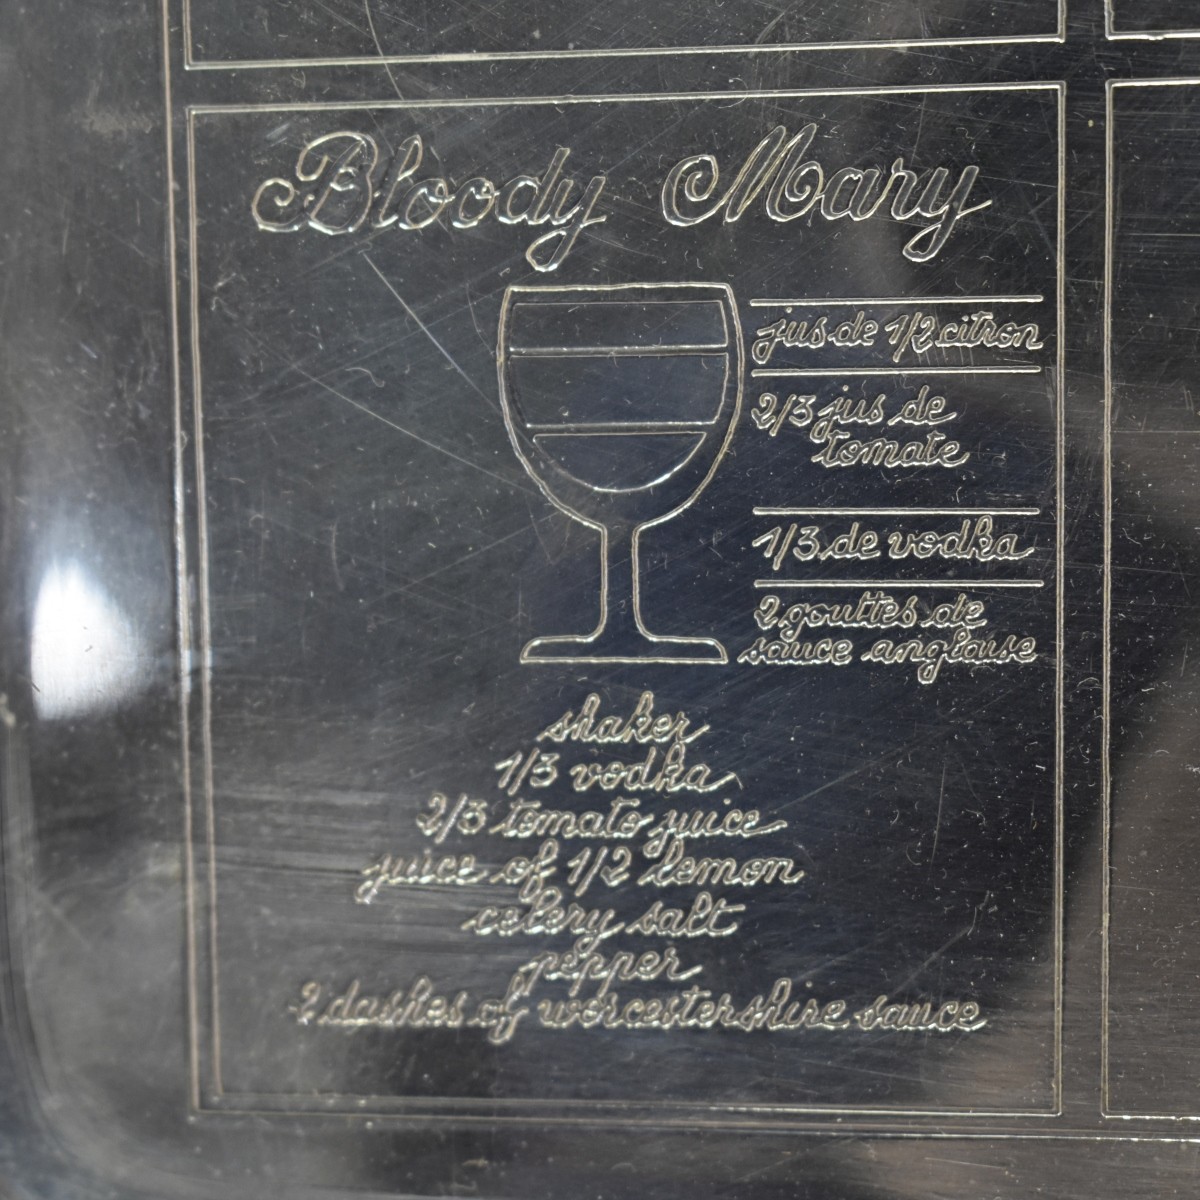 Bloody Mary
jus de 1/2 citron
2/3 jus de
tomate
1/3 de vodka
2 gouttes de
sauce anglaise
shaker
1/3 vodka
2/3 tomato juice
juice of 1/2 lemon
celery salt
pepper
2 dashes of worcestershire sauce